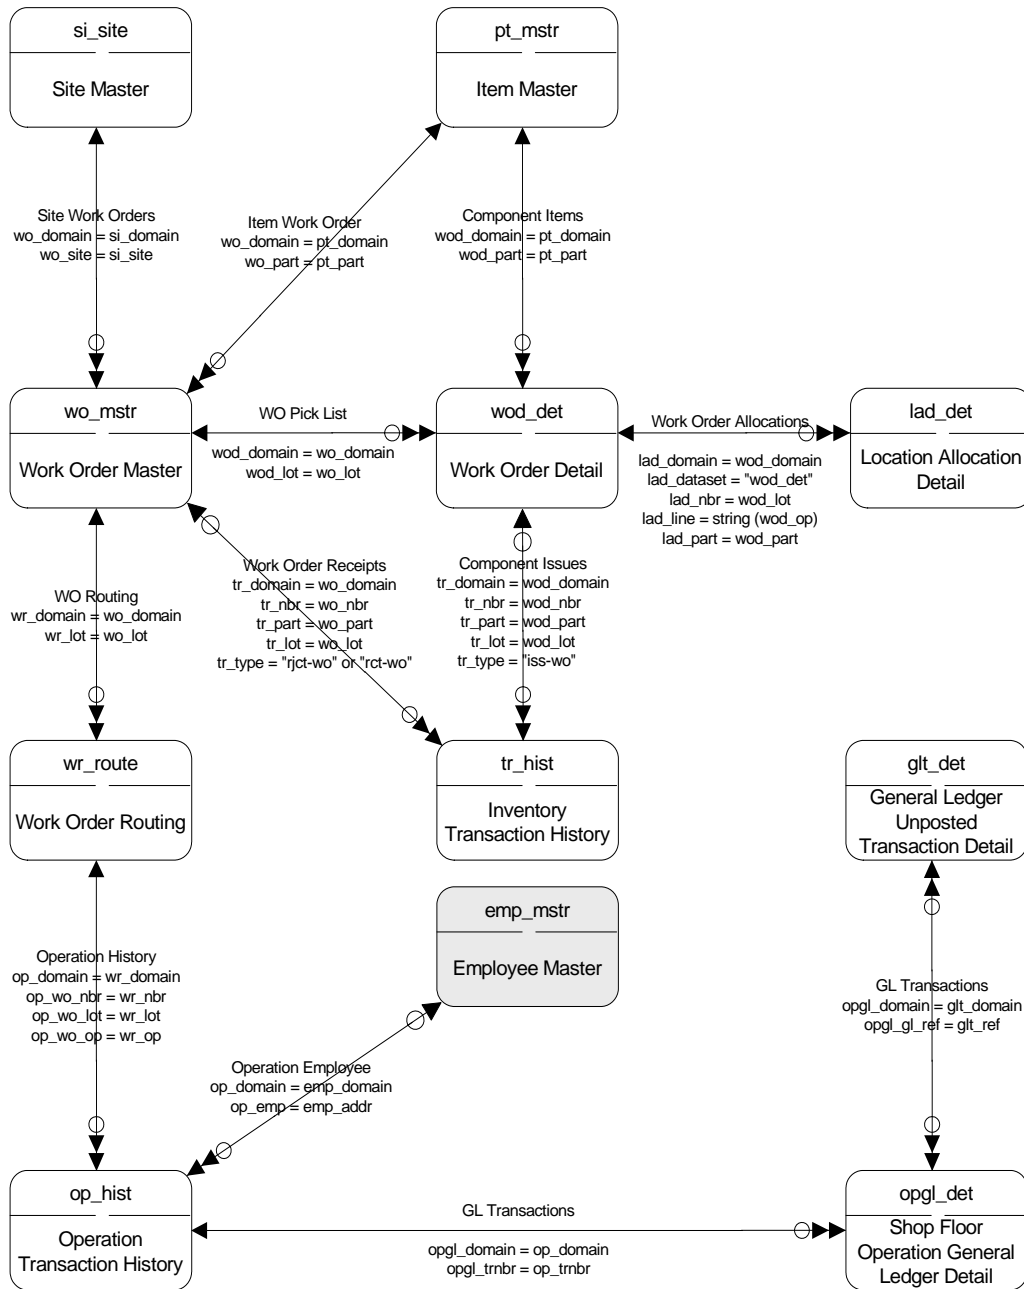 si_site
Site Master
pt_mstr
Item Master
Site Work Orders
wo_domain = si_domain
wo_site = si_site
Item Work Order
wo_domain = pt_domain
wo_part = pt_part
Component Items
wod_domain = pt_domain
wod_part = pt_part
wo_mstr
Work Order Master
WO Pick List
wod_domain = wo_domain
wod_lot = wo_lot
wod_det
Work Order Detail
Work Order Allocations
lad_domain = wod_domain
lad_dataset = "wod_det"
lad_nbr = wod_lot
lad_line = string (wod_op)
lad_part = wod_part
lad_det
Location Allocation
Detail
WO Routing
wr_domain = wo_domain
wr_lot = wo_lot
Work Order Receipts
tr_domain = wo_domain
tr_nbr = wo_nbr
tr_part = wo_part
tr_lot = wo_lot
tr_type = "rjct-wo" or "rct-wo"
Component Issues
tr_domain = wod_domain
tr_nbr = wod_nbr
tr_part = wod_part
tr_lot = wod_lot
tr_type = "iss-wo"
wr_route
Work Order Routing
tr_hist
Inventory
Transaction History
glt_det
General Ledger
Unposted
Transaction Detail
emp_mstr
Employee Master
Operation History
op_domain = wr_domain
op_wo_nbr = wr_nbr
op_wo_lot = wr_lot
op_wo_op = wr_op
GL Transactions
opgl_domain = glt_domain
opgl_gl_ref = glt_ref
Operation Employee
op_domain = emp_domain
op_emp = emp_addr
op_hist
Operation
Transaction History
GL Transactions
opgl_domain = op_domain
opgl_trnbr = op_trnbr
opgl_det
Shop Floor
Operation General
Ledger Detail